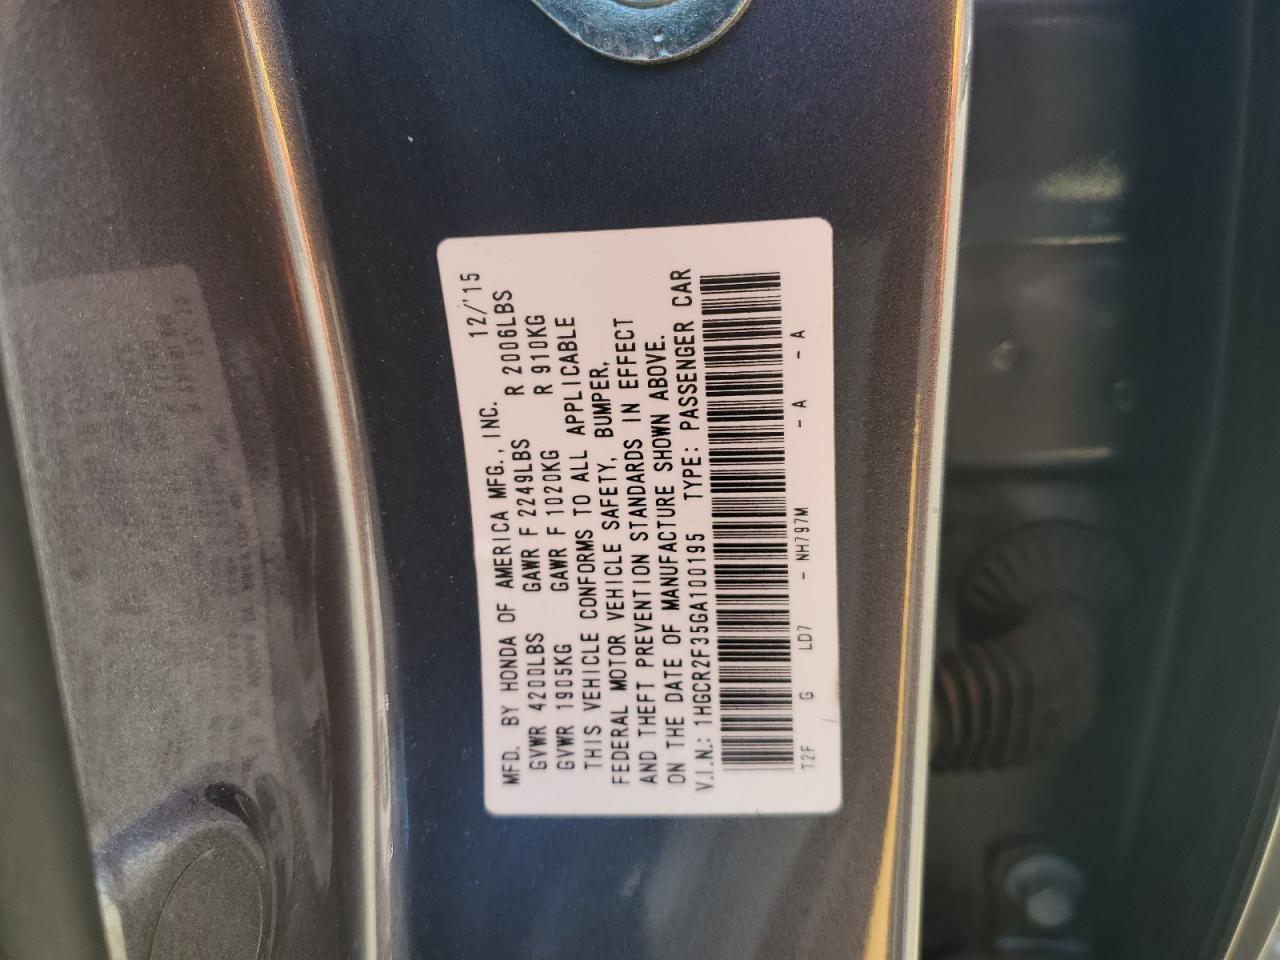 MFD. BY HONDA OF AMERICA MFG., INC. 12/'15
GVWR 4200LBS GAWR F 2249LBS R 2006LBS
GVWR 1905KG GAWR F 1020KG R 910KG
THIS VEHICLE CONFORMS TO ALL APPLICABLE
FEDERAL MOTOR VEHICLE SAFETY, BUMPER,
AND THEFT PREVENTION STANDARDS IN EFFECT
ON THE DATE OF MANUFACTURE SHOWN ABOVE.
V.I.N.: 1HGCR2F35GA100195 TYPE: PASSENGER CAR
T2F G LD7 - NH797M - A - A